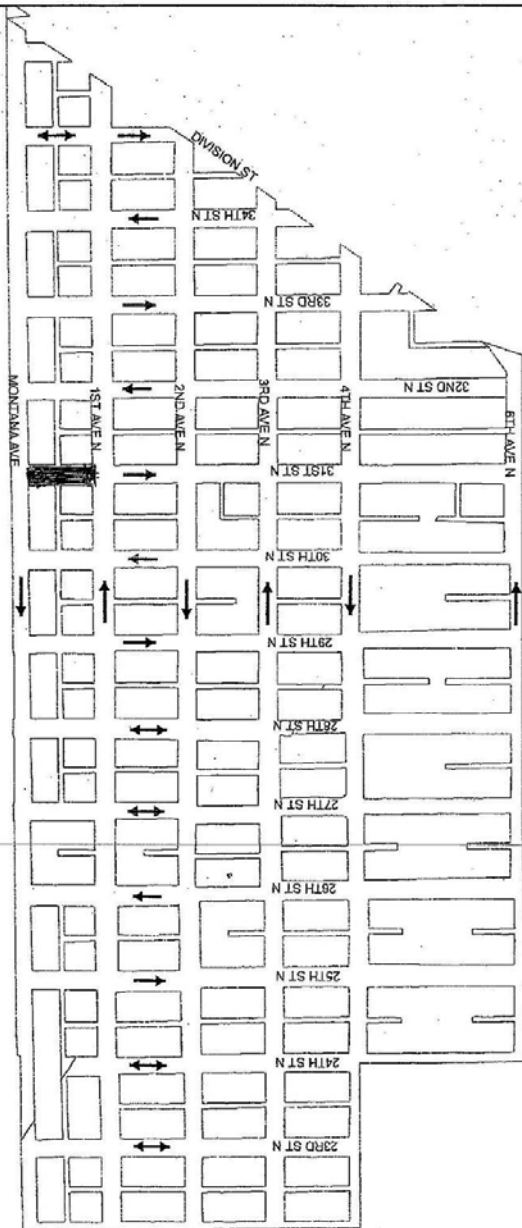 DIVISION ST
34TH ST N
33RD ST N
32ND ST N
MONTANA AVE
1ST AVE N
2ND AVE N
3RD AVE N
4TH AVE N
5TH AVE N
31ST ST N
30TH ST N
29TH ST N
28TH ST N
27TH ST N
26TH ST N
25TH ST N
24TH ST N
23RD ST N